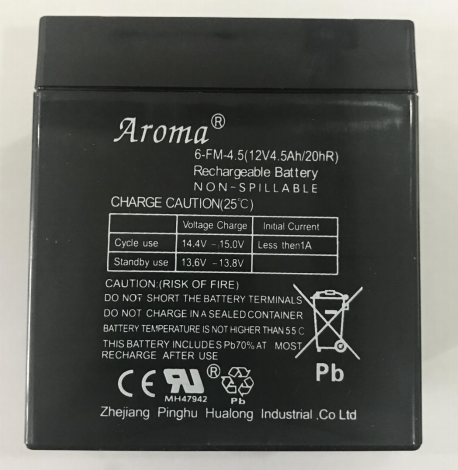 Aroma®
6-FM-4.5(12V4.5Ah/20hR)
Rechargeable Battery
NON-SPILLABLE
CHARGE CAUTION(25℃)
Voltage Charge Initial Current
Cycle use 14.4V - 15.0V Less then1A
Standby use 13.6V - 13.8V
CAUTION:(RISK OF FIRE)
DO NOT SHORT THE BATTERY TERMINALS
DO NOT CHARGE IN A SEALED CONTAINER
BATTERY TEMPERATURE IS NOT HIGHER THAN 55℃
THIS BATTERY INCLUDES Pb70% AT MOST
RECHARGE AFTER USE
Pb
CE RU® Pb
MH47942
Zhejiang Pinghu Hualong Industrial ,Co Ltd